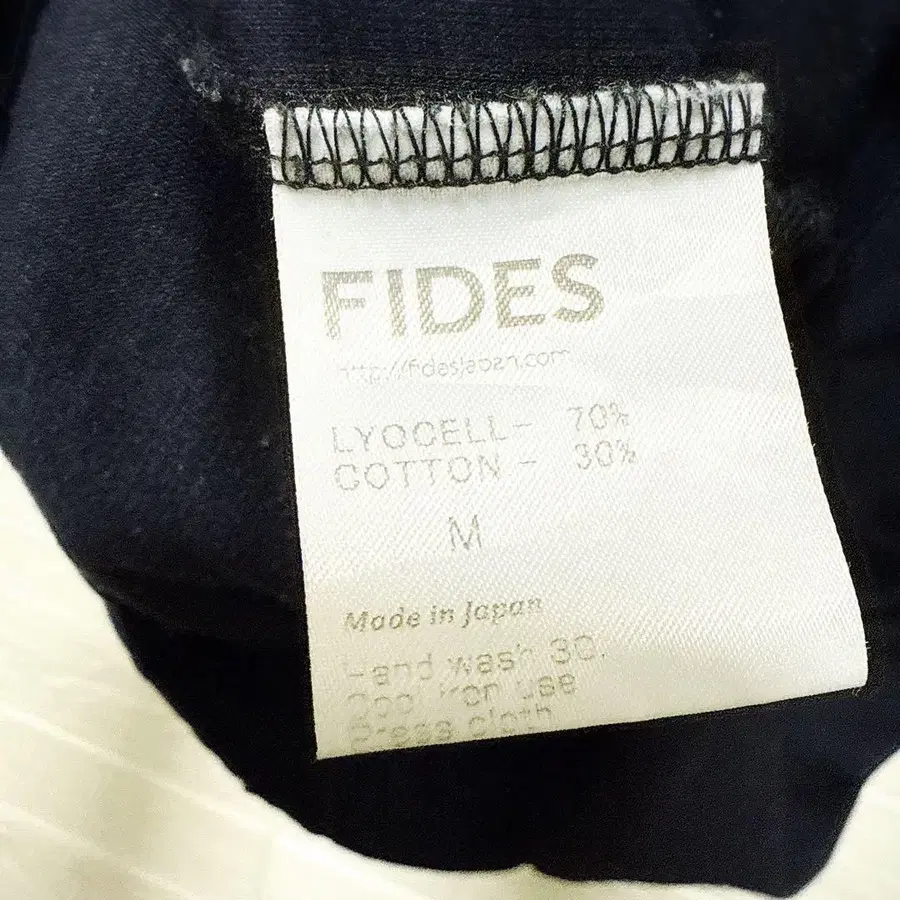 FIDES
http://fidesjapan.com
LYOCELL- 70%
COTTON - 30%
M
Made in Japan
Hand wash 30.
Cool iron use
Press cloth